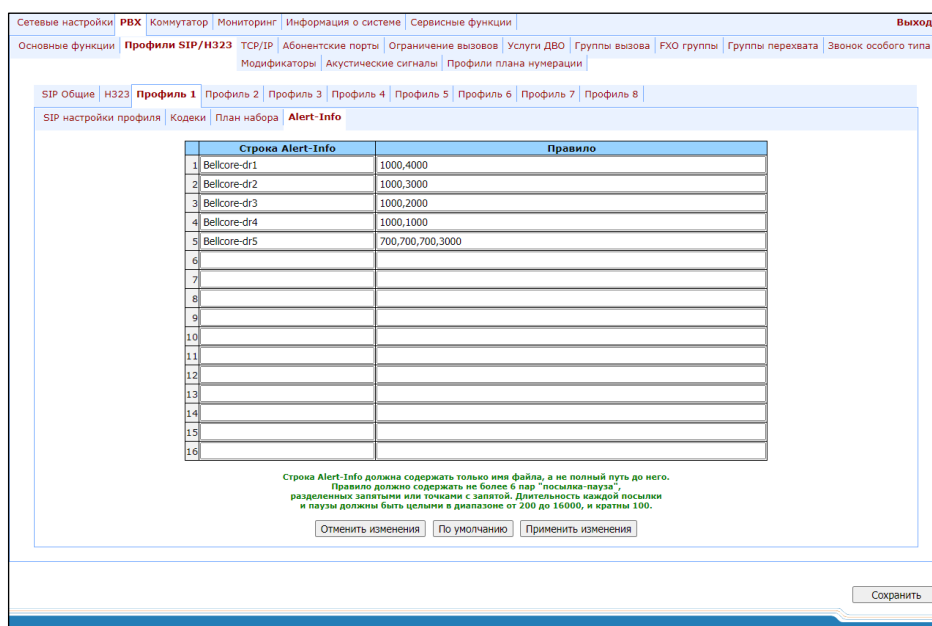 Сетевые настройки PBX Коммутатор Мониторинг Информация о системе Сервисные функции Выход
Основные функции Профили SIP/H323 TCP/IP Абонентские порты Ограничение вызовов Услуги ДВО Группы вызова FXO группы Группы перехвата Звонок особого типа
Модификаторы Акустические сигналы Профили плана нумерации
SIP Общие H323 Профиль 1 Профиль 2 Профиль 3 Профиль 4 Профиль 5 Профиль 6 Профиль 7 Профиль 8
SIP настройки профиля Кодеки План набора Alert-Info
Строка Alert-Info Правило
1 Bellcore-dr1 1000,4000
2 Bellcore-dr2 1000,3000
3 Bellcore-dr3 1000,2000
4 Bellcore-dr4 1000,1000
5 Bellcore-dr5 700,700,700,3000
6
7
8
9
10
11
12
13
14
15
16
Строка Alert-Info должна содержать только имя файла, а не полный путь до него.
Правило должно содержать не более 6 пар "посылка-пауза",
разделенных запятыми или точками с запятой. Длительность каждой посылки
и паузы должны быть целыми в диапазоне от 200 до 16000, и кратны 100.
Отменить изменения По умолчанию Применить изменения
Сохранить